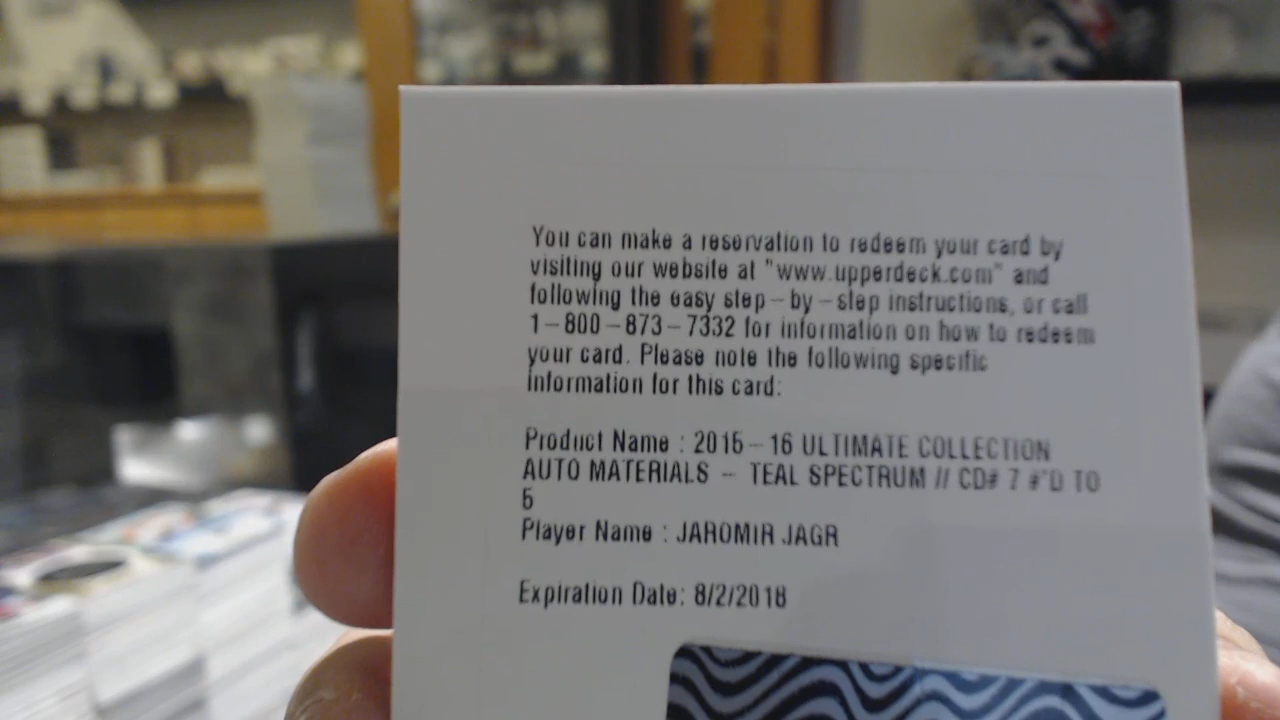 You can make a reservation to redeem your card by
visiting our website at "www.upperdeck.com" and
following the easy step-by-step instructions, or call
1-800-873-7332 for information on how to redeem
your card. Please note the following specific
information for this card:
Product Name : 2015-16 ULTIMATE COLLECTION
AUTO MATERIALS - TEAL SPECTRUM // CD# 7 #'D TO
5
Player Name : JAROMIR JAGR
Expiration Date: 8/2/2018